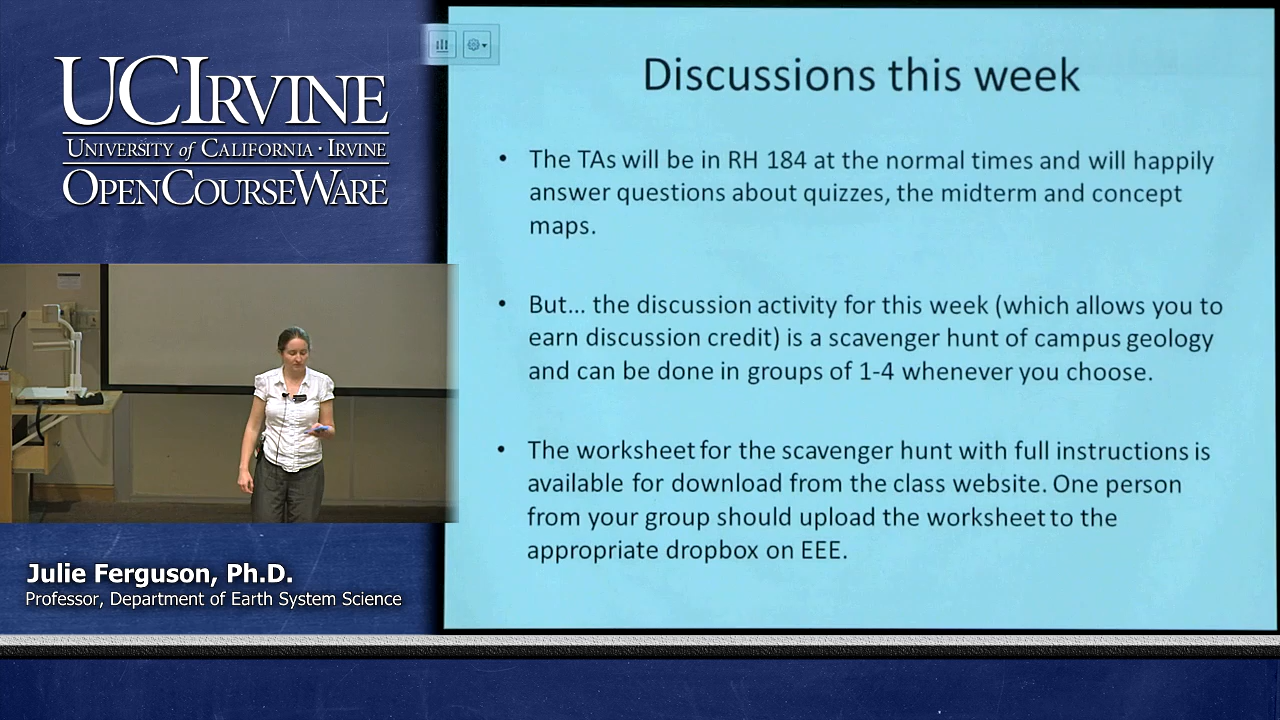 UCIRVINE
UNIVERSITY of CALIFORNIA · IRVINE
OPENCOURSEWARE
Julie Ferguson, Ph.D.
Professor, Department of Earth System Science
Discussions this week
• The TAs will be in RH 184 at the normal times and will happily
answer questions about quizzes, the midterm and concept
maps.
• But... the discussion activity for this week (which allows you to
earn discussion credit) is a scavenger hunt of campus geology
and can be done in groups of 1-4 whenever you choose.
• The worksheet for the scavenger hunt with full instructions is
available for download from the class website. One person
from your group should upload the worksheet to the
appropriate dropbox on EEE.